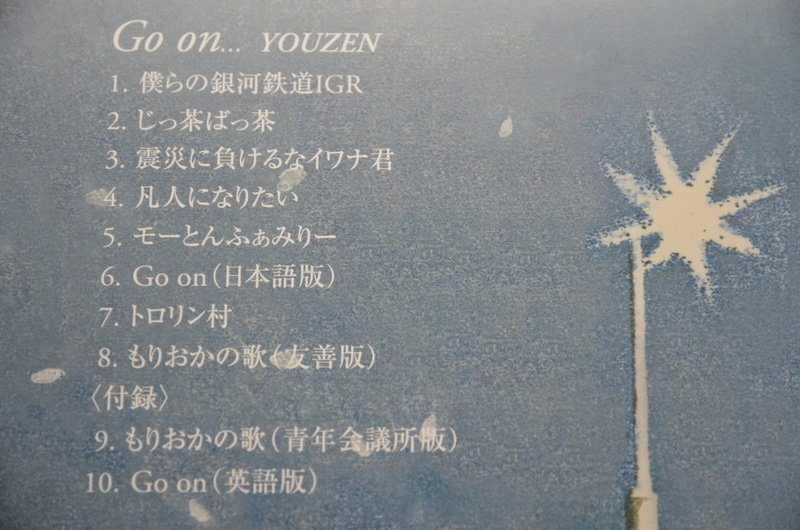 Go on... YOUZEN
1. 僕らの銀河鉄道IGR
2. じっ茶ばっ茶
3. 震災に負けるなイワナ君
4. 凡人になりたい
5. モーとんふぁみりー
6. Go on（日本語版）
7. トロリン村
8. もりおかの歌（友善版）
〈付録〉
9. もりおかの歌（青年会議所版）
10. Go on（英語版）